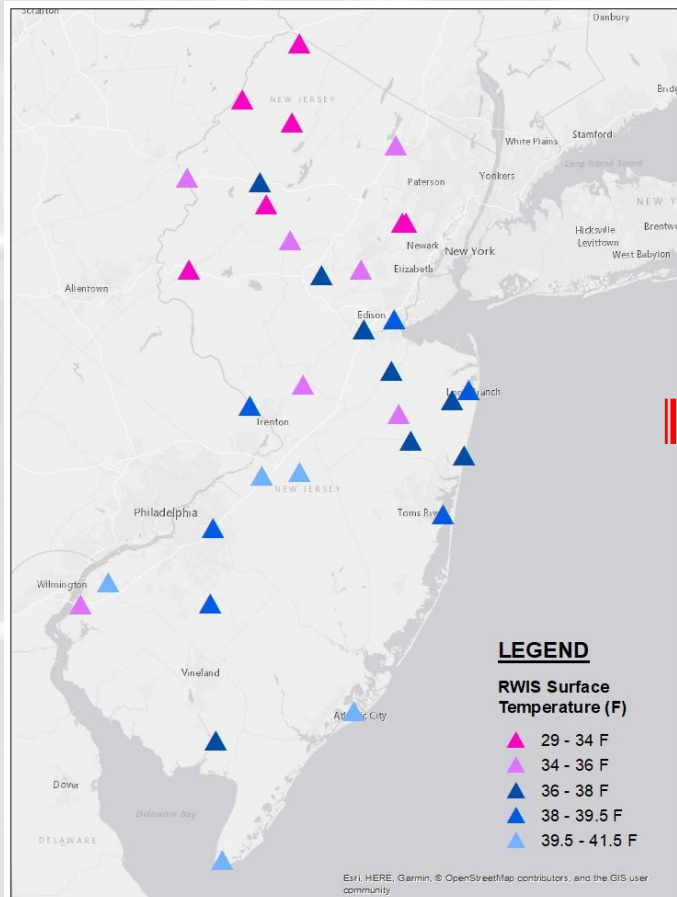 Scranton
Danbury
NEW JERSEY
Stamford
White Plains
Long Island Sound
Yonkers
Paterson
NEW Y
Hicksville
Brentw
Levittown
Newark
New York
West Babylon
Elizabeth
Allentown
Edison
Trenton
NEW JERSEY
Philadelphia
Toms
Wilmington
LEGEND
RWIS Surface
Temperature (F)
Vineland
City
29 - 34 F
34 - 36 F
36 - 38 F
38 - 39.5 F
39.5 - 41.5 F
Dover
Delaware Bay
DELAWARE
Esri, HERE, Garmin, © OpenStreetMap contributors, and the GIS user
community